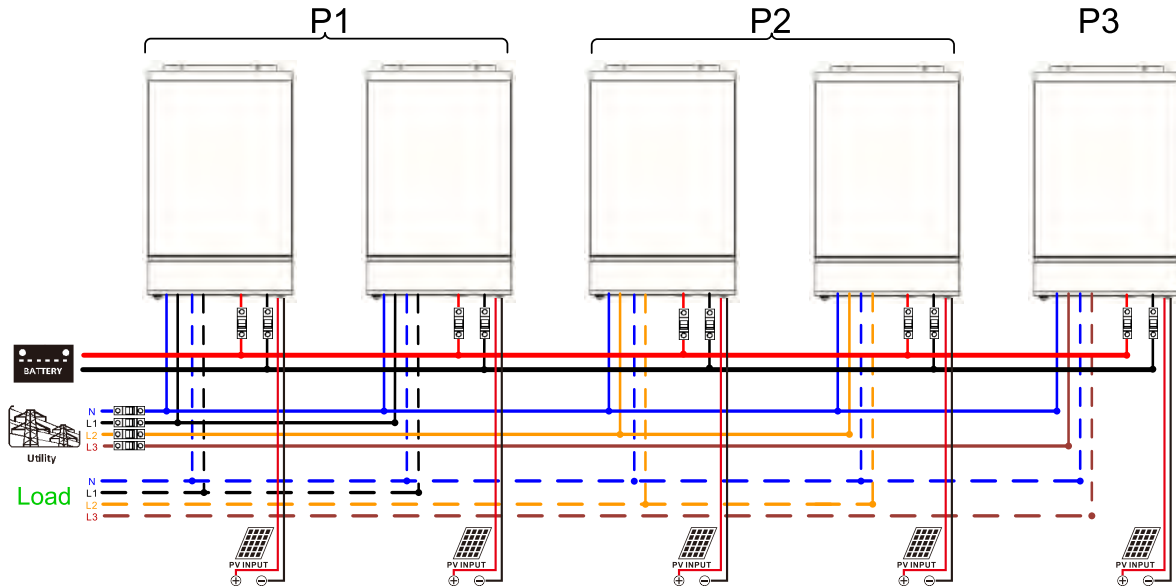 P1 P2 P3
BATTERY
N
L1
L2
L3
Utility
N
Load L1
L2
L3
PV INPUT PV INPUT PV INPUT PV INPUT PV INPUT